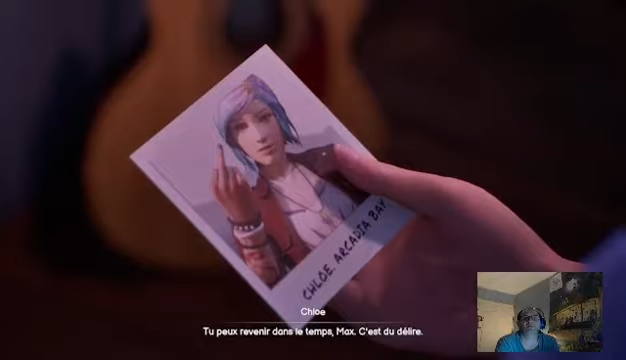 CHLOE. ARCADIA BAY
Chloe
Tu peux revenir dans le temps, Max. C'est du délire.